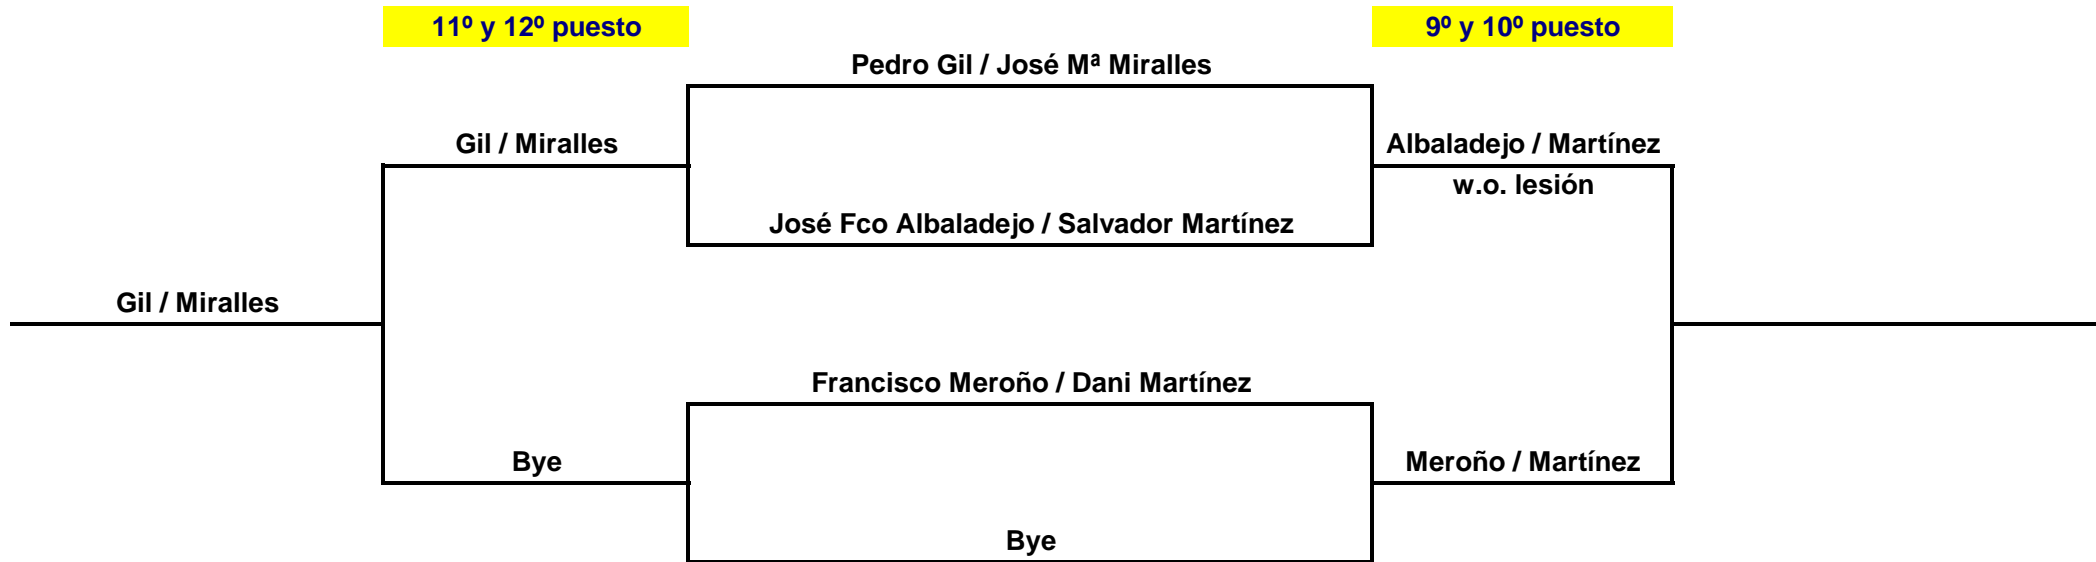 11º y 12º puesto
9º y 10º puesto
Pedro Gil / José Mª Miralles
Gil / Miralles
Albaladejo / Martínez
w.o. lesión
José Fco Albaladejo / Salvador Martínez
Gil / Miralles
Francisco Meroño / Dani Martínez
Bye
Meroño / Martínez
Bye